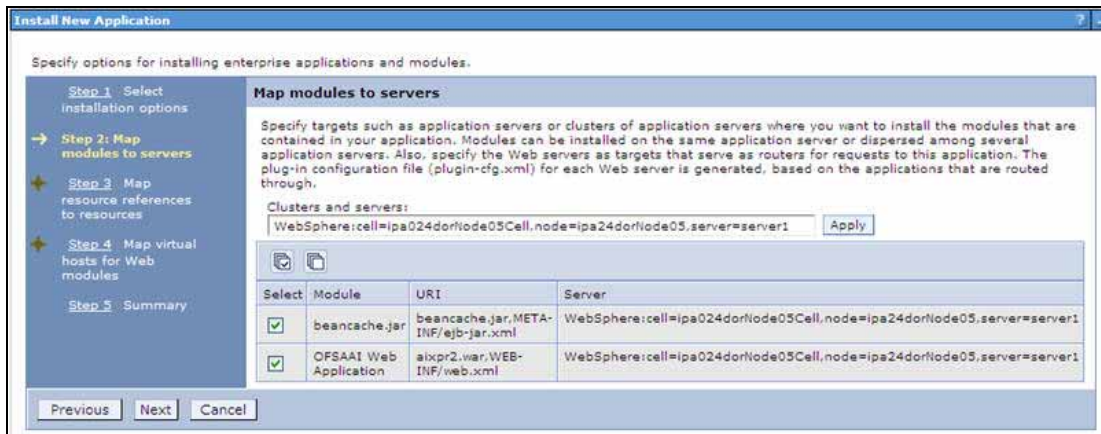 Install New Application ?
Specify options for installing enterprise applications and modules.
Step 1 Select
installation options
Step 2: Map
modules to servers
Step 3 Map
resource references
to resources
Step 4 Map virtual
hosts for Web
modules
Step 5 Summary
Map modules to servers
Specify targets such as application servers or clusters of application servers where you want to install the modules that are
contained in your application. Modules can be installed on the same application server or dispersed among several
application servers. Also, specify the Web servers as targets that serve as routers for requests to this application. The
plug-in configuration file (plugin-cfg.xml) for each Web server is generated, based on the applications that are routed
through.
Clusters and servers:
WebSphere:cell=ipa024dorNode05Cell,node=ipa24dorNode05,server=server1 Apply
Select Module URI Server
beancache.jar beancache.jar,META- WebSphere:cell=ipa024dorNode05Cell,node=ipa24dorNode05,server=server1
INF/ejb-jar.xml
OFSAAI Web aixpr2.war,WEB- WebSphere:cell=ipa024dorNode05Cell,node=ipa24dorNode05,server=server1
Application INF/web.xml
Previous Next Cancel